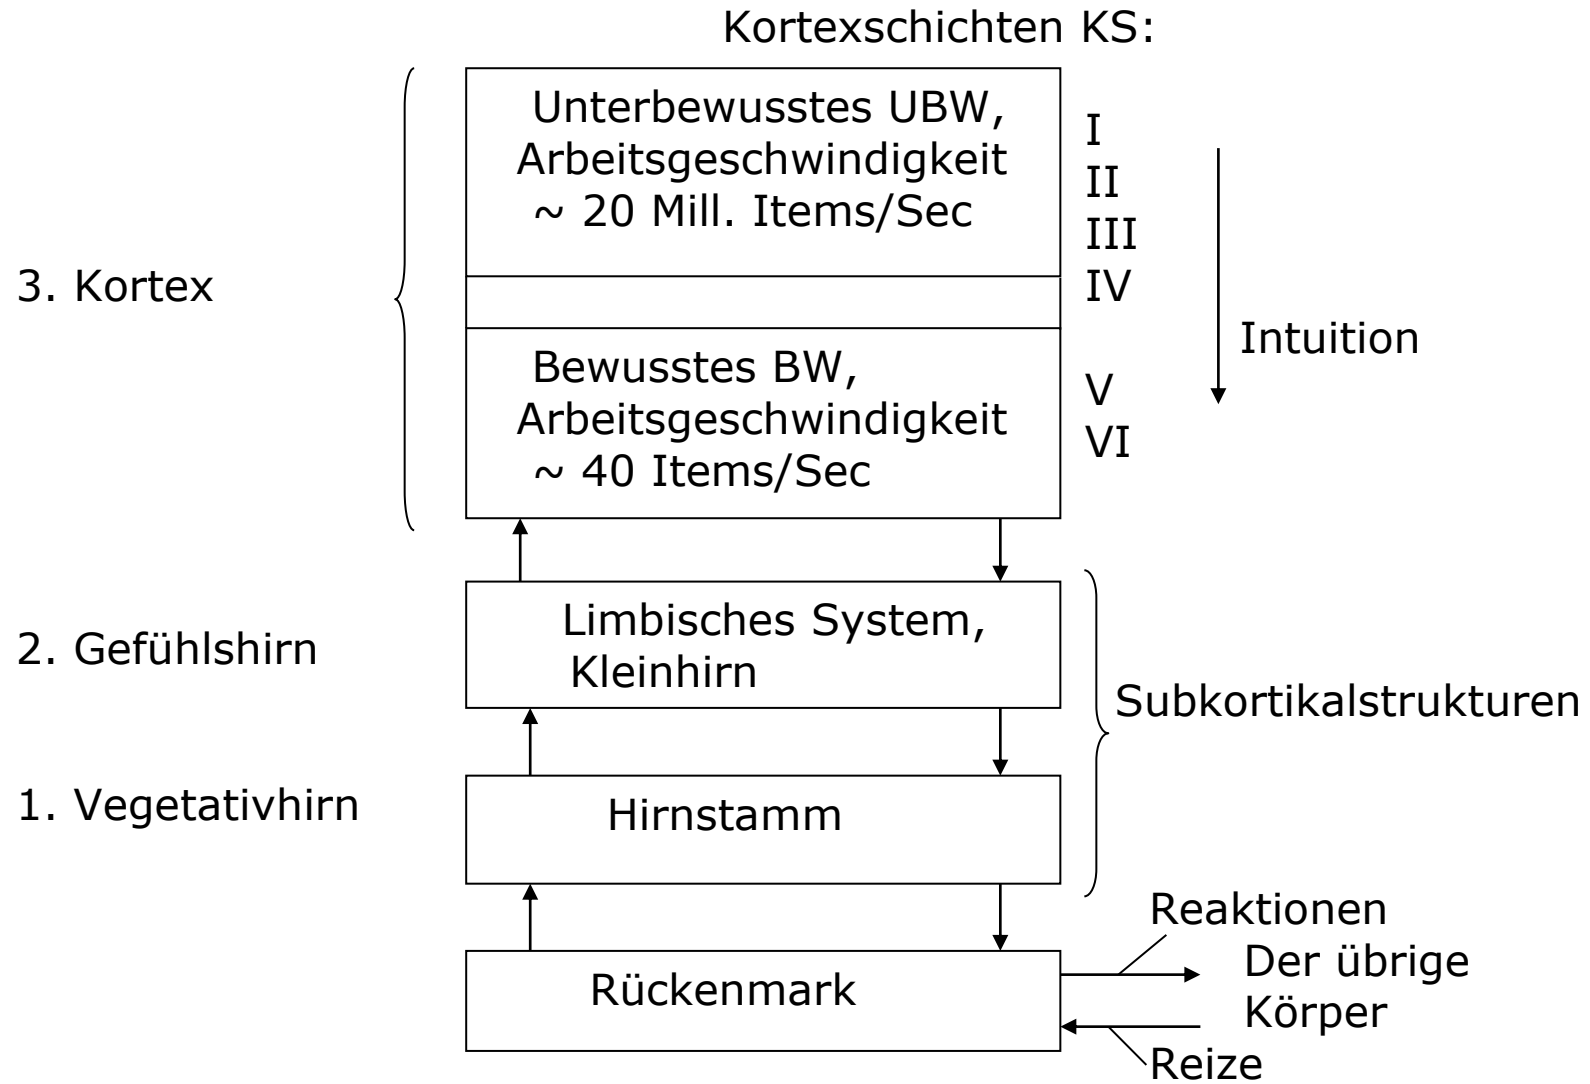 Kortexschichten KS:
Unterbewusstes UBW,
Arbeitsgeschwindigkeit
~ 20 Mill. Items/Sec
I
II
III
IV
3. Kortex
Intuition
Bewusstes BW,
Arbeitsgeschwindigkeit
~ 40 Items/Sec
V
VI
2. Gefühlshirn
Limbisches System,
Kleinhirn
Subkortikalstrukturen
1. Vegetativhirn
Hirnstamm
Rückenmark
Reaktionen
Der übrige
Körper
Reize